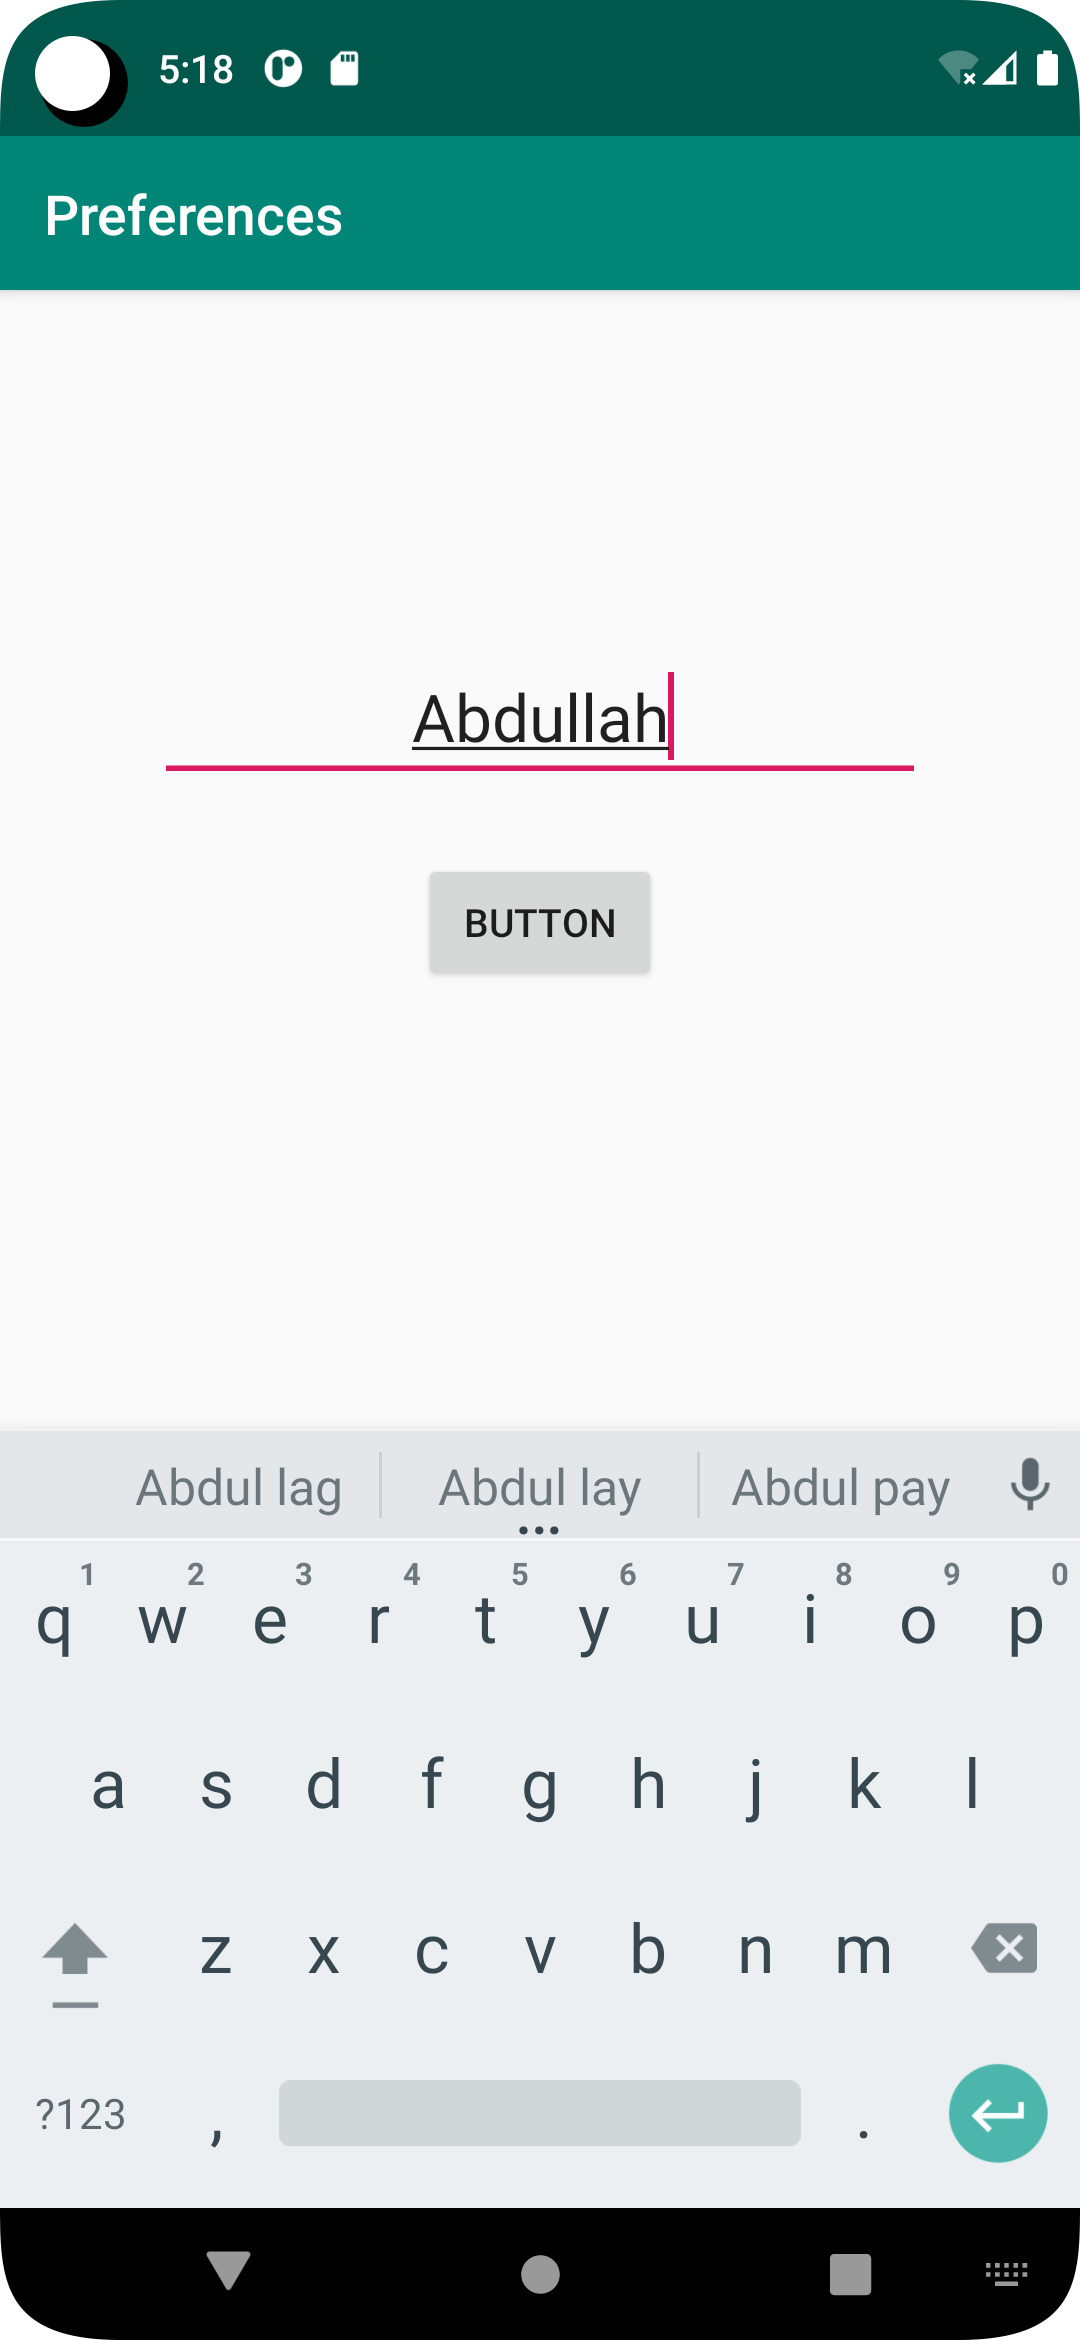 5:18
Preferences
Abdullah
BUTTON
Abdul lag Abdul lay Abdul pay
1 2 3 4 5 6 7 8 9 0
q w e r t y u i o p
a s d f g h j k l
z x c v b n m
?123 , .